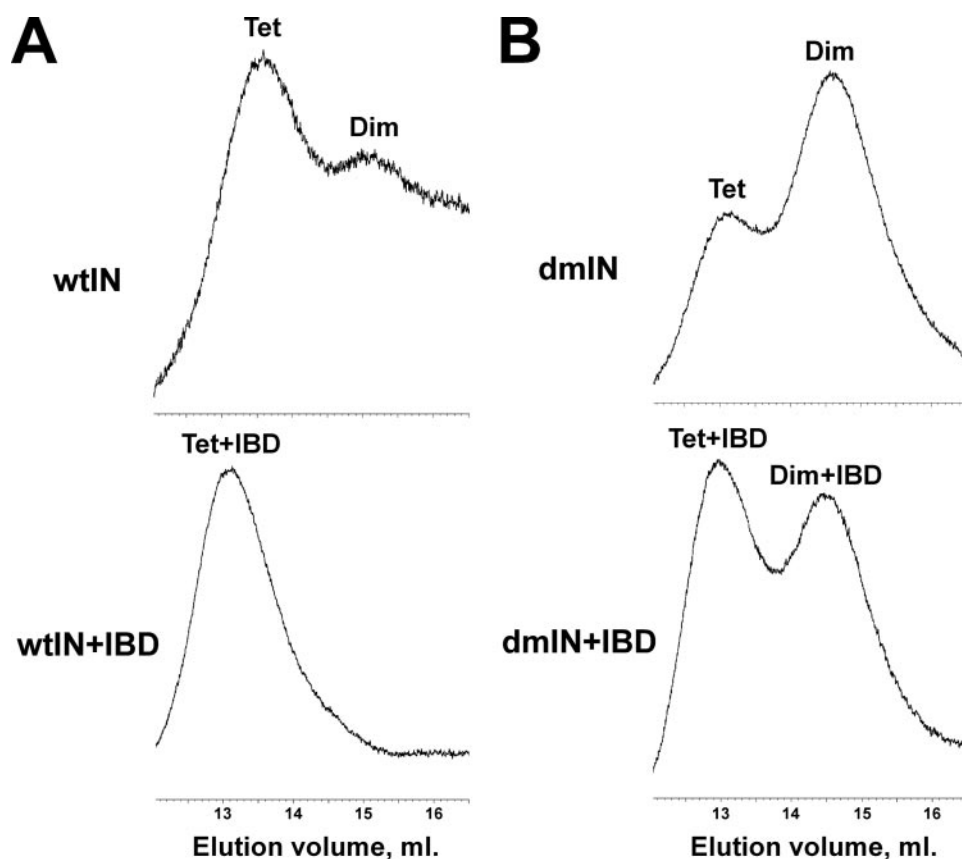 A
Tet
Dim
wtIN
Tet+IBD
wtIN+IBD
13 14 15 16
Elution volume, ml.
B
Dim
Tet
dmIN
Tet+IBD
Dim+IBD
dmIN+IBD
13 14 15 16
Elution volume, ml.